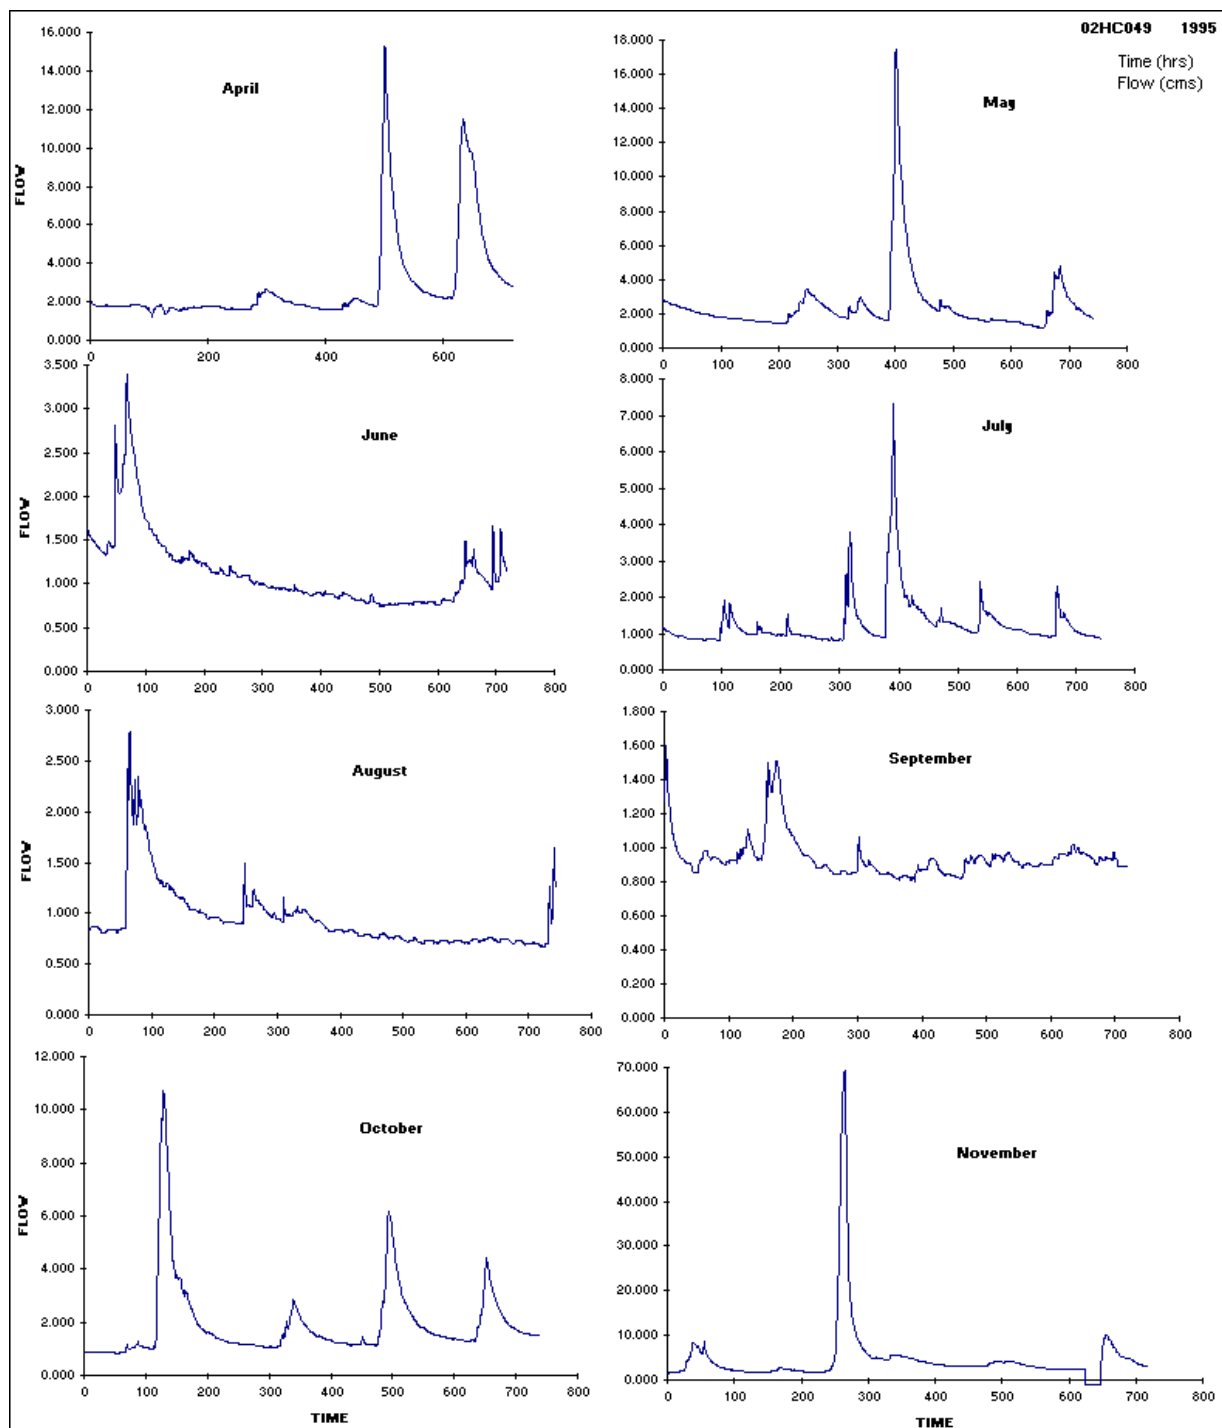 02HC049 1995
Time (hrs)
Flow (cms)
April
FLOW
16.000
14.000
12.000
10.000
8.000
6.000
4.000
2.000
0.000
0 200 400 600
May
18.000
16.000
14.000
12.000
10.000
8.000
6.000
4.000
2.000
0.000
0 100 200 300 400 500 600 700 800
June
FLOW
3.500
3.000
2.500
2.000
1.500
1.000
0.500
0.000
0 100 200 300 400 500 600 700 800
July
8.000
7.000
6.000
5.000
4.000
3.000
2.000
1.000
0.000
0 100 200 300 400 500 600 700 800
August
FLOW
3.000
2.500
2.000
1.500
1.000
0.500
0.000
0 100 200 300 400 500 600 700 800
September
1.800
1.600
1.400
1.200
1.000
0.800
0.600
0.400
0.200
0.000
0 100 200 300 400 500 600 700 800
October
FLOW
12.000
10.000
8.000
6.000
4.000
2.000
0.000
0 100 200 300 400 500 600 700 800
TIME
November
70.000
60.000
50.000
40.000
30.000
20.000
10.000
0.000
0 100 200 300 400 500 600 700 800
TIME